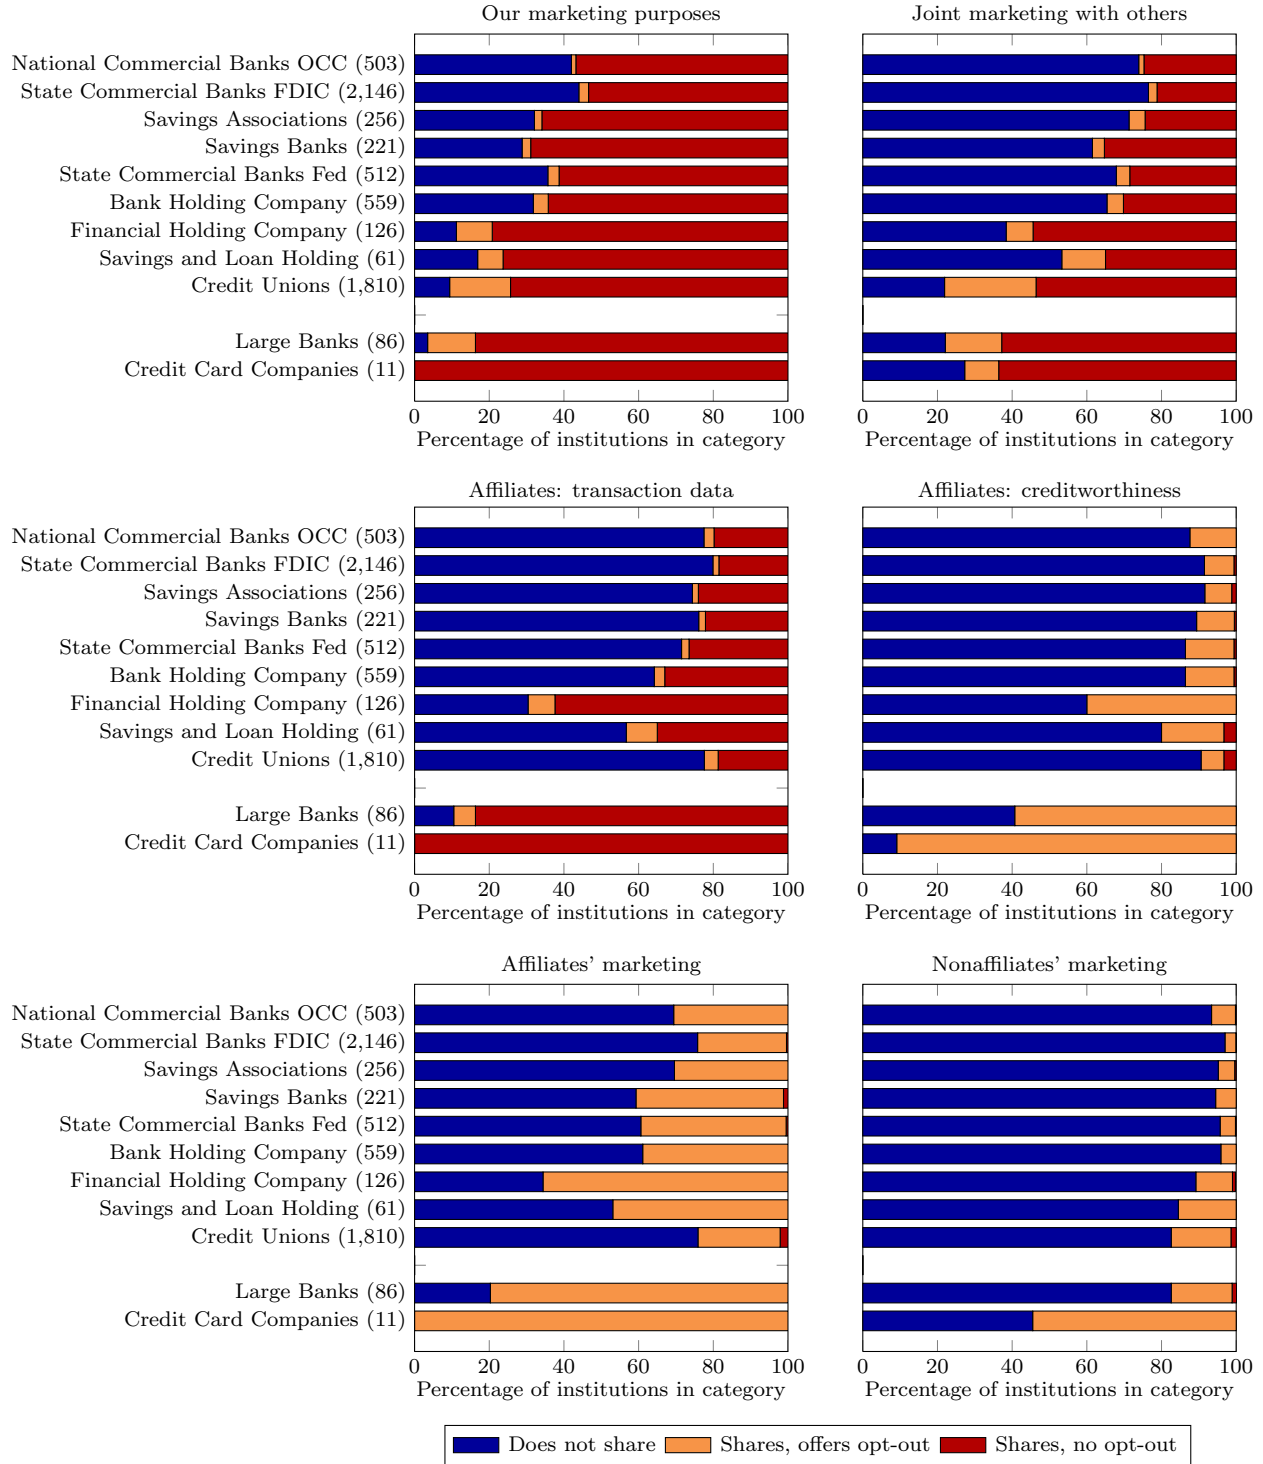 Our marketing purposes
Joint marketing with others
National Commercial Banks OCC (503)
State Commercial Banks FDIC (2,146)
Savings Associations (256)
Savings Banks (221)
State Commercial Banks Fed (512)
Bank Holding Company (559)
Financial Holding Company (126)
Savings and Loan Holding (61)
Credit Unions (1,810)
Large Banks (86)
Credit Card Companies (11)
0 20 40 60 80 100
0 20 40 60 80 100
Percentage of institutions in category
Percentage of institutions in category
Affiliates: transaction data
Affiliates: creditworthiness
National Commercial Banks OCC (503)
State Commercial Banks FDIC (2,146)
Savings Associations (256)
Savings Banks (221)
State Commercial Banks Fed (512)
Bank Holding Company (559)
Financial Holding Company (126)
Savings and Loan Holding (61)
Credit Unions (1,810)
Large Banks (86)
Credit Card Companies (11)
0 20 40 60 80 100
0 20 40 60 80 100
Percentage of institutions in category
Percentage of institutions in category
Affiliates' marketing
Nonaffiliates' marketing
National Commercial Banks OCC (503)
State Commercial Banks FDIC (2,146)
Savings Associations (256)
Savings Banks (221)
State Commercial Banks Fed (512)
Bank Holding Company (559)
Financial Holding Company (126)
Savings and Loan Holding (61)
Credit Unions (1,810)
Large Banks (86)
Credit Card Companies (11)
0 20 40 60 80 100
0 20 40 60 80 100
Percentage of institutions in category
Percentage of institutions in category
Does not share
Shares, offers opt-out
Shares, no opt-out